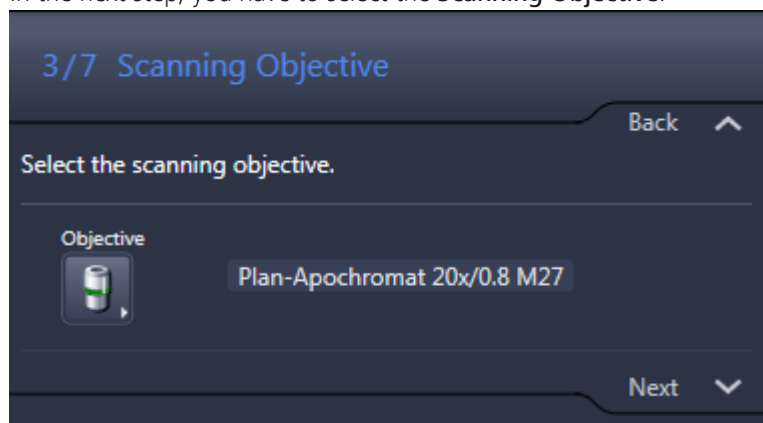 In the next step, you have to select the Scanning Objective.
3/7 Scanning Objective
Back
Select the scanning objective.
Objective
Plan-Apochromat 20x/0.8 M27
Next